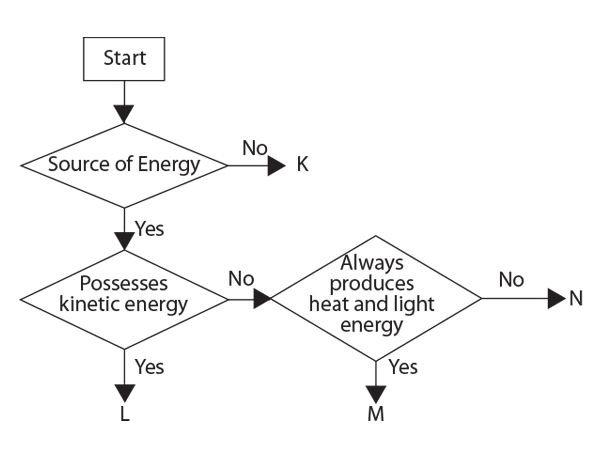 Start
Source of Energy
No
K
Yes
Possesses
kinetic energy
No
Always
produces
heat and light
energy
No
N
Yes
L
Yes
M